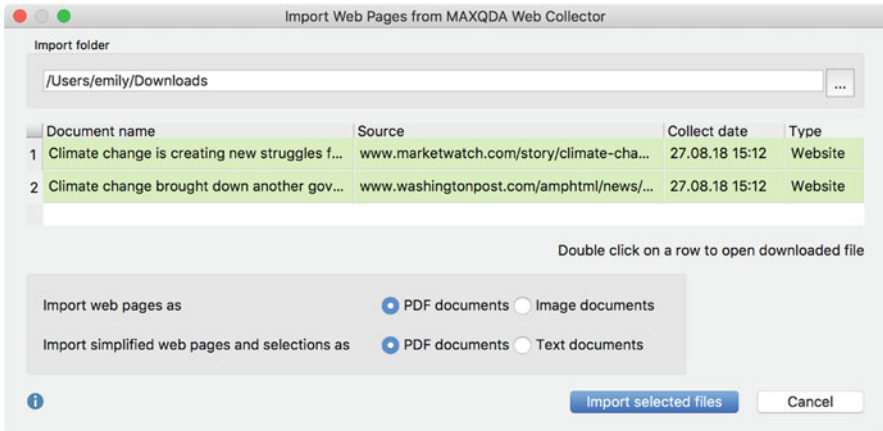 Import Web Pages from MAXQDA Web Collector
Import folder
/Users/emily/Downloads
...
Document name Source Collect date Type
1 Climate change is creating new struggles f... www.marketwatch.com/story/climate-cha... 27.08.18 15:12 Website
2 Climate change brought down another gov... www.washingtonpost.com/amphtml/news/... 27.08.18 15:12 Website
Double click on a row to open downloaded file
Import web pages as PDF documents Image documents
Import simplified web pages and selections as PDF documents Text documents
i Import selected files Cancel